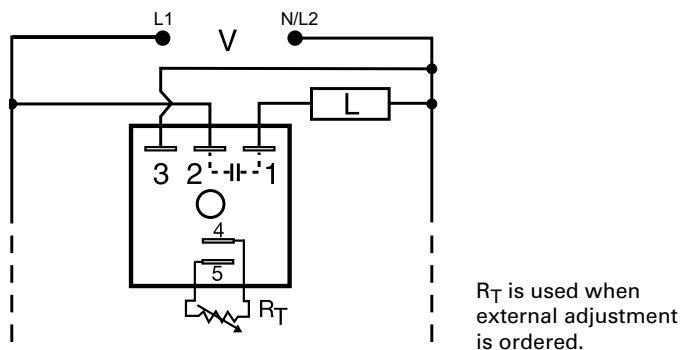 L1
V
N/L2
L
3 2 1
4
5
RT
RT is used when
external adjustment
is ordered.